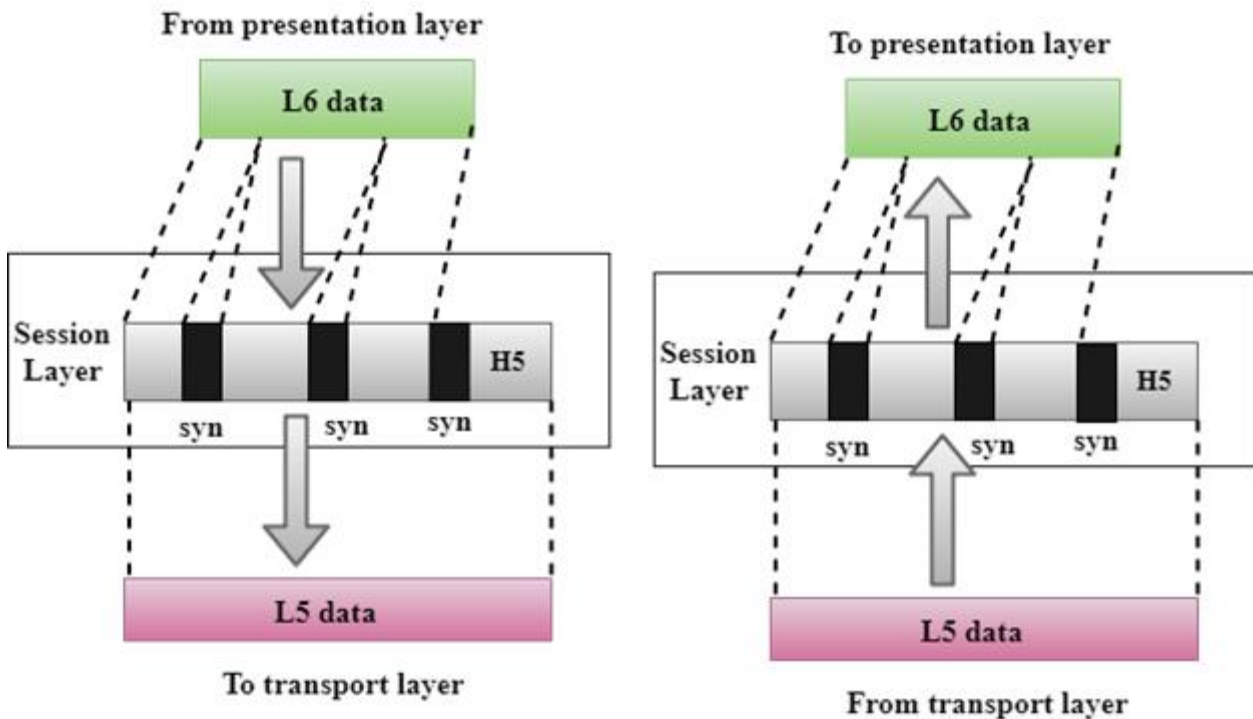 From presentation layer
L6 data
Session
Layer
H5
syn
syn
syn
L5 data
To transport layer
To presentation layer
L6 data
Session
Layer
H5
syn
syn
syn
L5 data
From transport layer